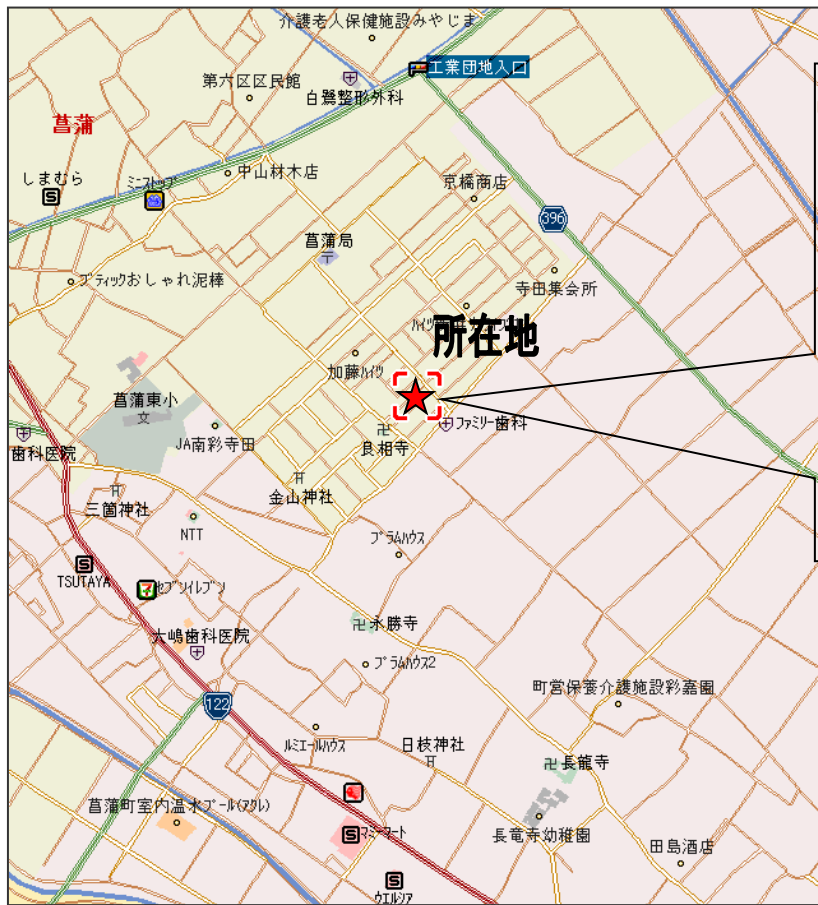 介護老人保健施設みやじま
工業団地入口
第六区区民館
白鷺整形外科
菖蒲
しまむら
S
ミニストップ
中山材木店
京橋商店
396
菖蒲局
〒
ブティックおしゃれ泥棒
寺田集会所
所在地
加藤ハイツ
菖蒲東小
文
JA南彩寺田
歯科医院
卍
良相寺
ファミリー歯科
金山神社
三箇神社
NTT
プラムハウス
S
TSUTAYA
7
セブンイレブン
卍永勝寺
大嶋歯科医院
プラムハウス2
町営保養介護施設彩嘉園
122
ルミエールハウス
日枝神社
卍長龍寺
菖蒲町室内温水プール(アクレ)
S
マミーマート
長竜寺幼稚園
田島酒店
S
ウエルシア